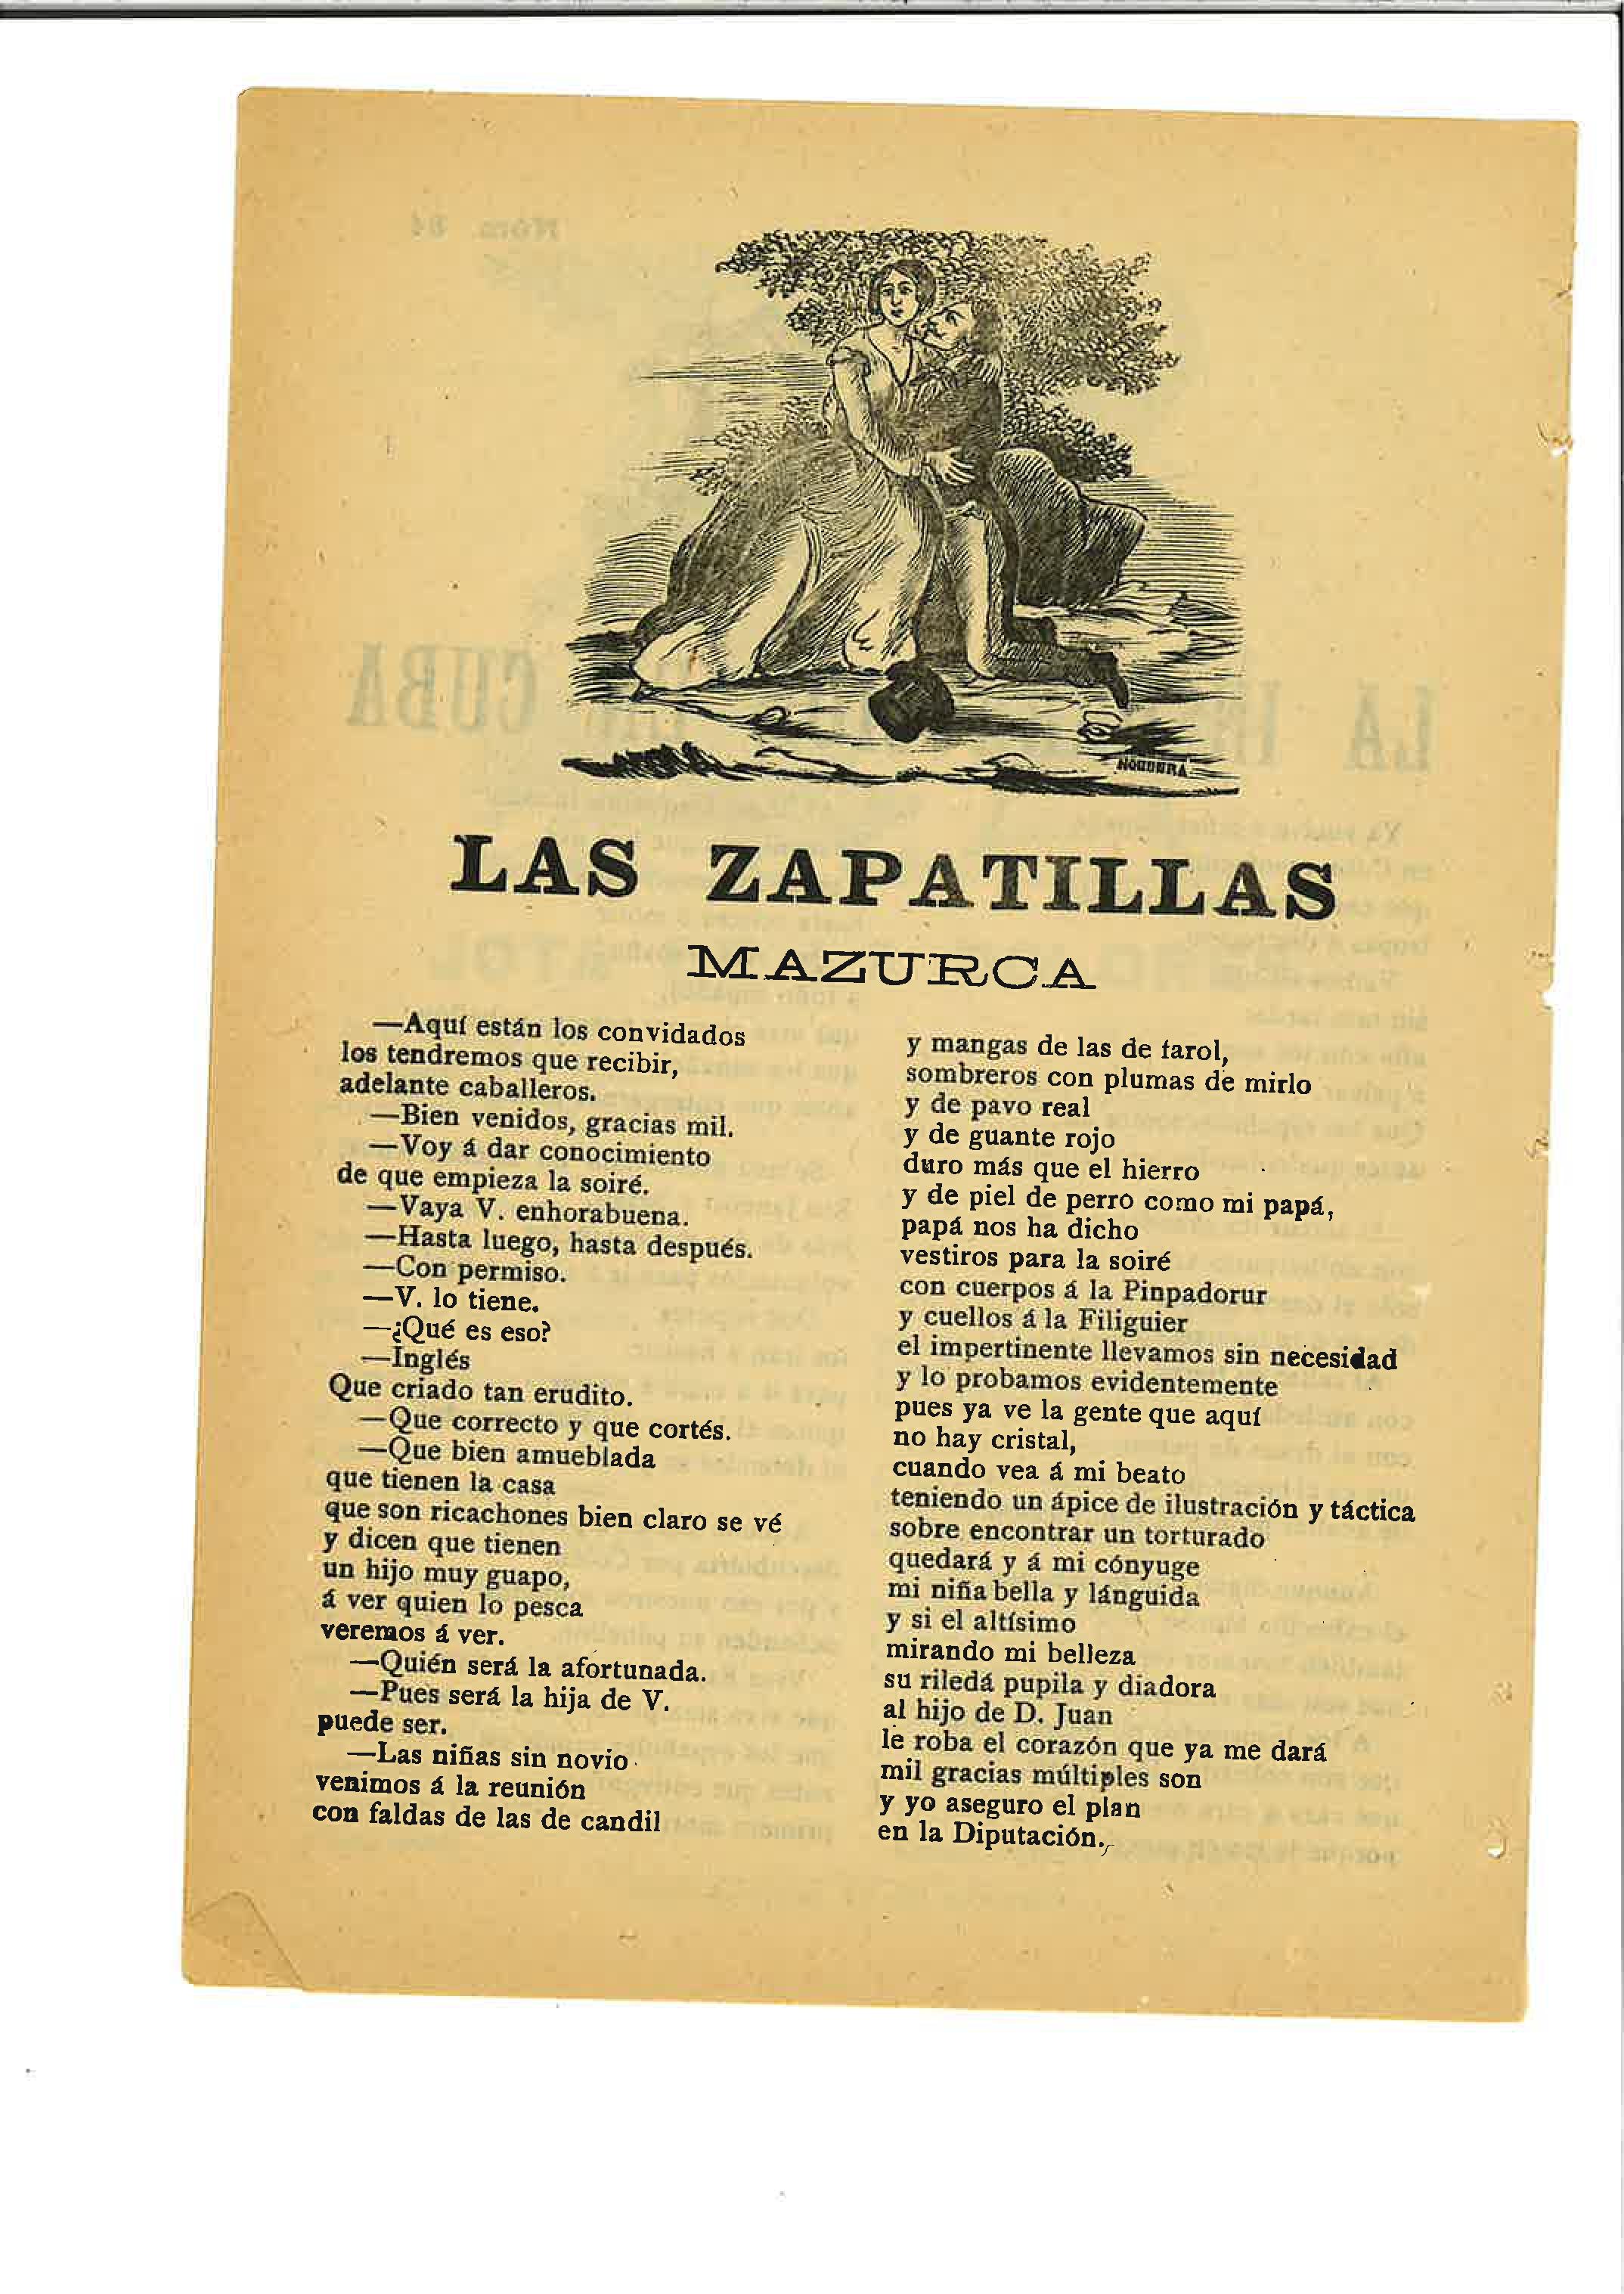 NOGUERA
LAS ZAPATILLAS
MAZURCA
—Aquí están los convidados
los tendremos que recibir,
adelante caballeros.
—Bien venidos, gracias mil.
—Voy á dar conocimiento
de que empieza la soiré.
—Vaya V. enhorabuena.
—Hasta luego, hasta después.
—Con permiso.
—V. lo tiene.
—¿Qué es eso?
—Inglés
Que criado tan erudito.
—Que correcto y que cortés.
—Que bien amueblada
que tienen la casa
que son ricachones bien claro se vé
y dicen que tienen
un hijo muy guapo,
á ver quien lo pesca
veremos á ver.
—Quién será la afortunada.
—Pues será la hija de V.
puede ser.
—Las niñas sin novio
venimos á la reunión
con faldas de las de candil
y mangas de las de farol,
sombreros con plumas de mirlo
y de pavo real
y de guante rojo
duro más que el hierro
y de piel de perro como mi papá,
papá nos ha dicho
vestiros para la soiré
con cuerpos á la Pinpadorur
y cuellos á la Filiguier
el impertinente llevamos sin necesidad
y lo probamos evidentemente
pues ya ve la gente que aquí
no hay cristal,
cuando vea á mi beato
teniendo un ápice de ilustración y táctica
sobre encontrar un torturado
quedará y á mi cónyuge
mi niña bella y lánguida
y si el altísimo
mirando mi belleza
su riledá pupila y diadora
al hijo de D. Juan
le roba el corazón que ya me dará
mil gracias múltiples son
y yo aseguro el plan
en la Diputación.